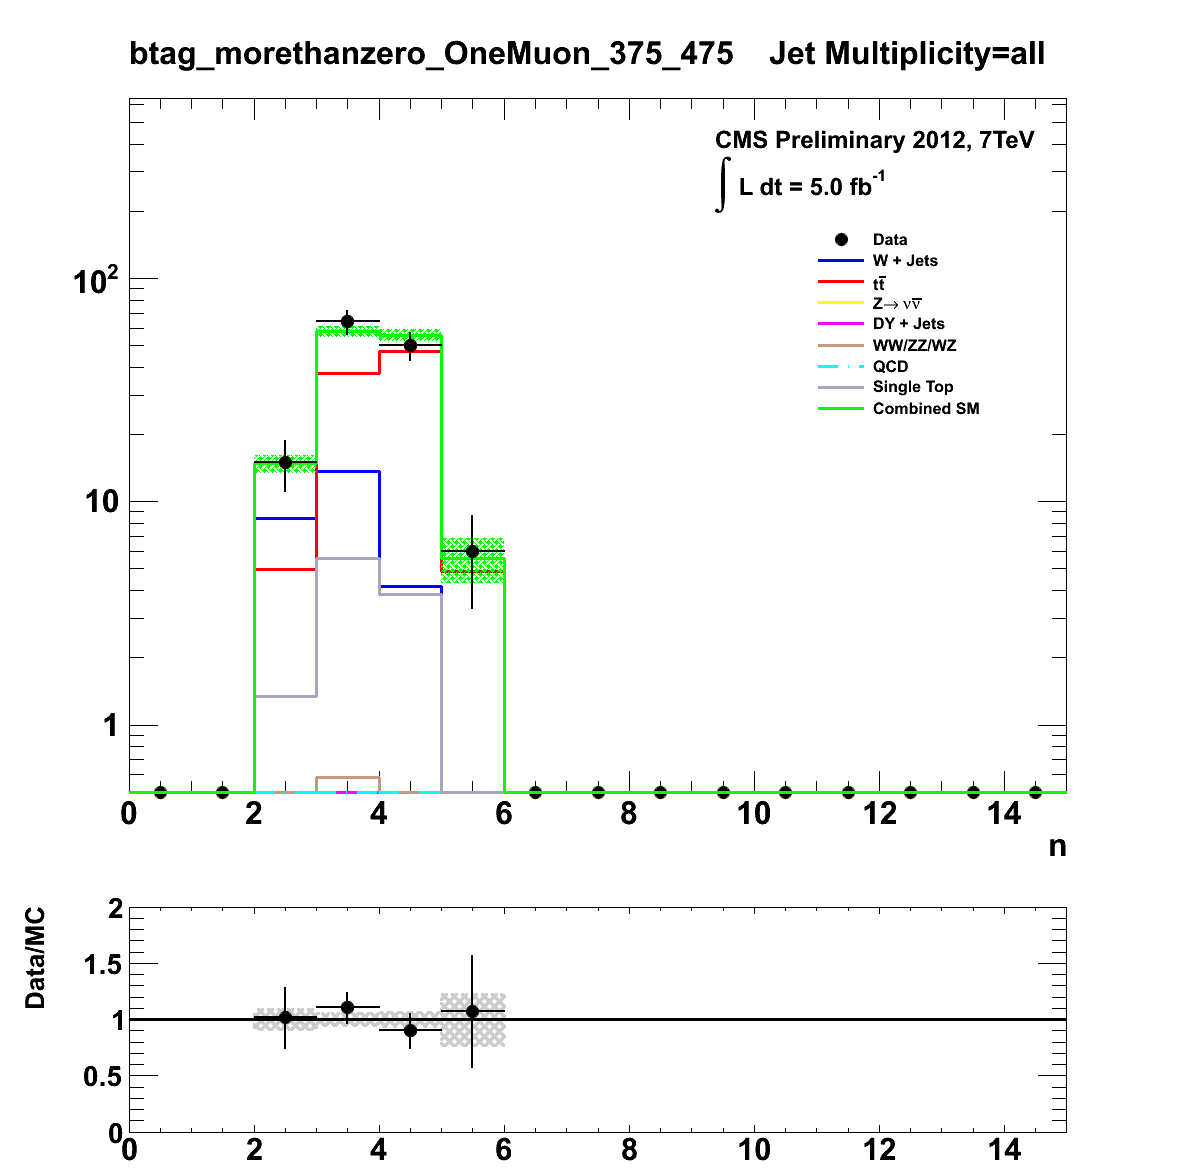 btag_morethanzero_OneMuon_375_475 Jet Multiplicity=all
CMS Preliminary 2012, 7TeV
∫ L dt = 5.0 fb⁻¹
Data
W + Jets
tt̅
Z→ νν̅
DY + Jets
WW/ZZ/WZ
QCD
Single Top
Combined SM
10²
10
1
0 2 4 6 8 10 12 14
n
Data/MC
2
1.5
1
0.5
0
0 2 4 6 8 10 12 14